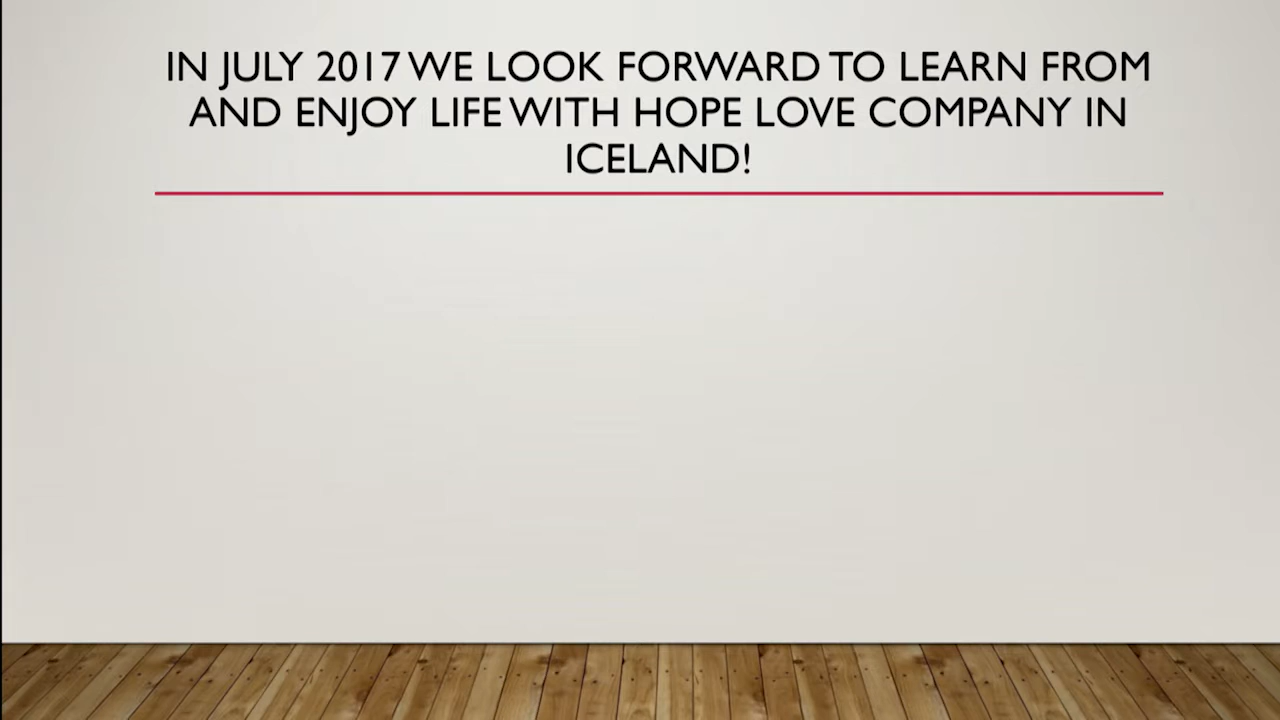 IN JULY 2017 WE LOOK FORWARD TO LEARN FROM
AND ENJOY LIFE WITH HOPE LOVE COMPANY IN
ICELAND!